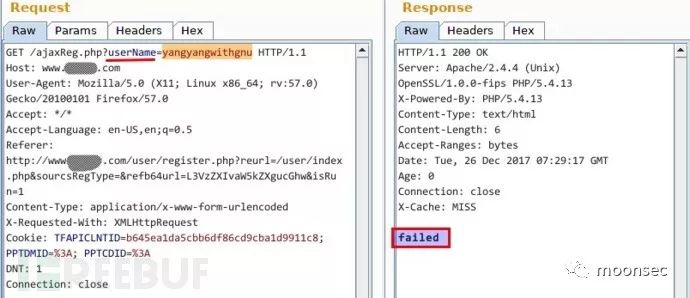 Request
Raw
Params
Headers
Hex
GET /ajaxReg.php?userName=yangyangwithgnu HTTP/1.1
Host: www. .com
User-Agent: Mozilla/5.0 (X11; Linux x86_64; rv:57.0)
Gecko/20100101 Firefox/57.0
Accept: */*
Accept-Language: en-US,en;q=0.5
Referer:
http://www .com/user/register.php?reurl=/user/index
.php&sourcsRegType=&refb64url=L3VzZXIvaW5kZXgucGhw&isRu
n=1
Content-Type: application/x-www-form-urlencoded
X-Requested-With: XMLHttpRequest
Cookie: TFAPICLNTID=b645ea1da5cbb6df86cd9cba1d9911c8;
PPTDMID=%3A; PPTCDID=%3A
DNT: 1
Connection: close
REEBUF
Response
Raw
Headers
Hex
HTTP/1.1 200 OK
Server: Apache/2.4.4 (Unix)
OpenSSL/1.0.0-fips PHP/5.4.13
X-Powered-By: PHP/5.4.13
Content-Type: text/html
Content-Length: 6
Accept-Ranges: bytes
Date: Tue, 26 Dec 2017 07:29:17 GMT
Age: 0
Connection: close
X-Cache: MISS
failed
moonsec